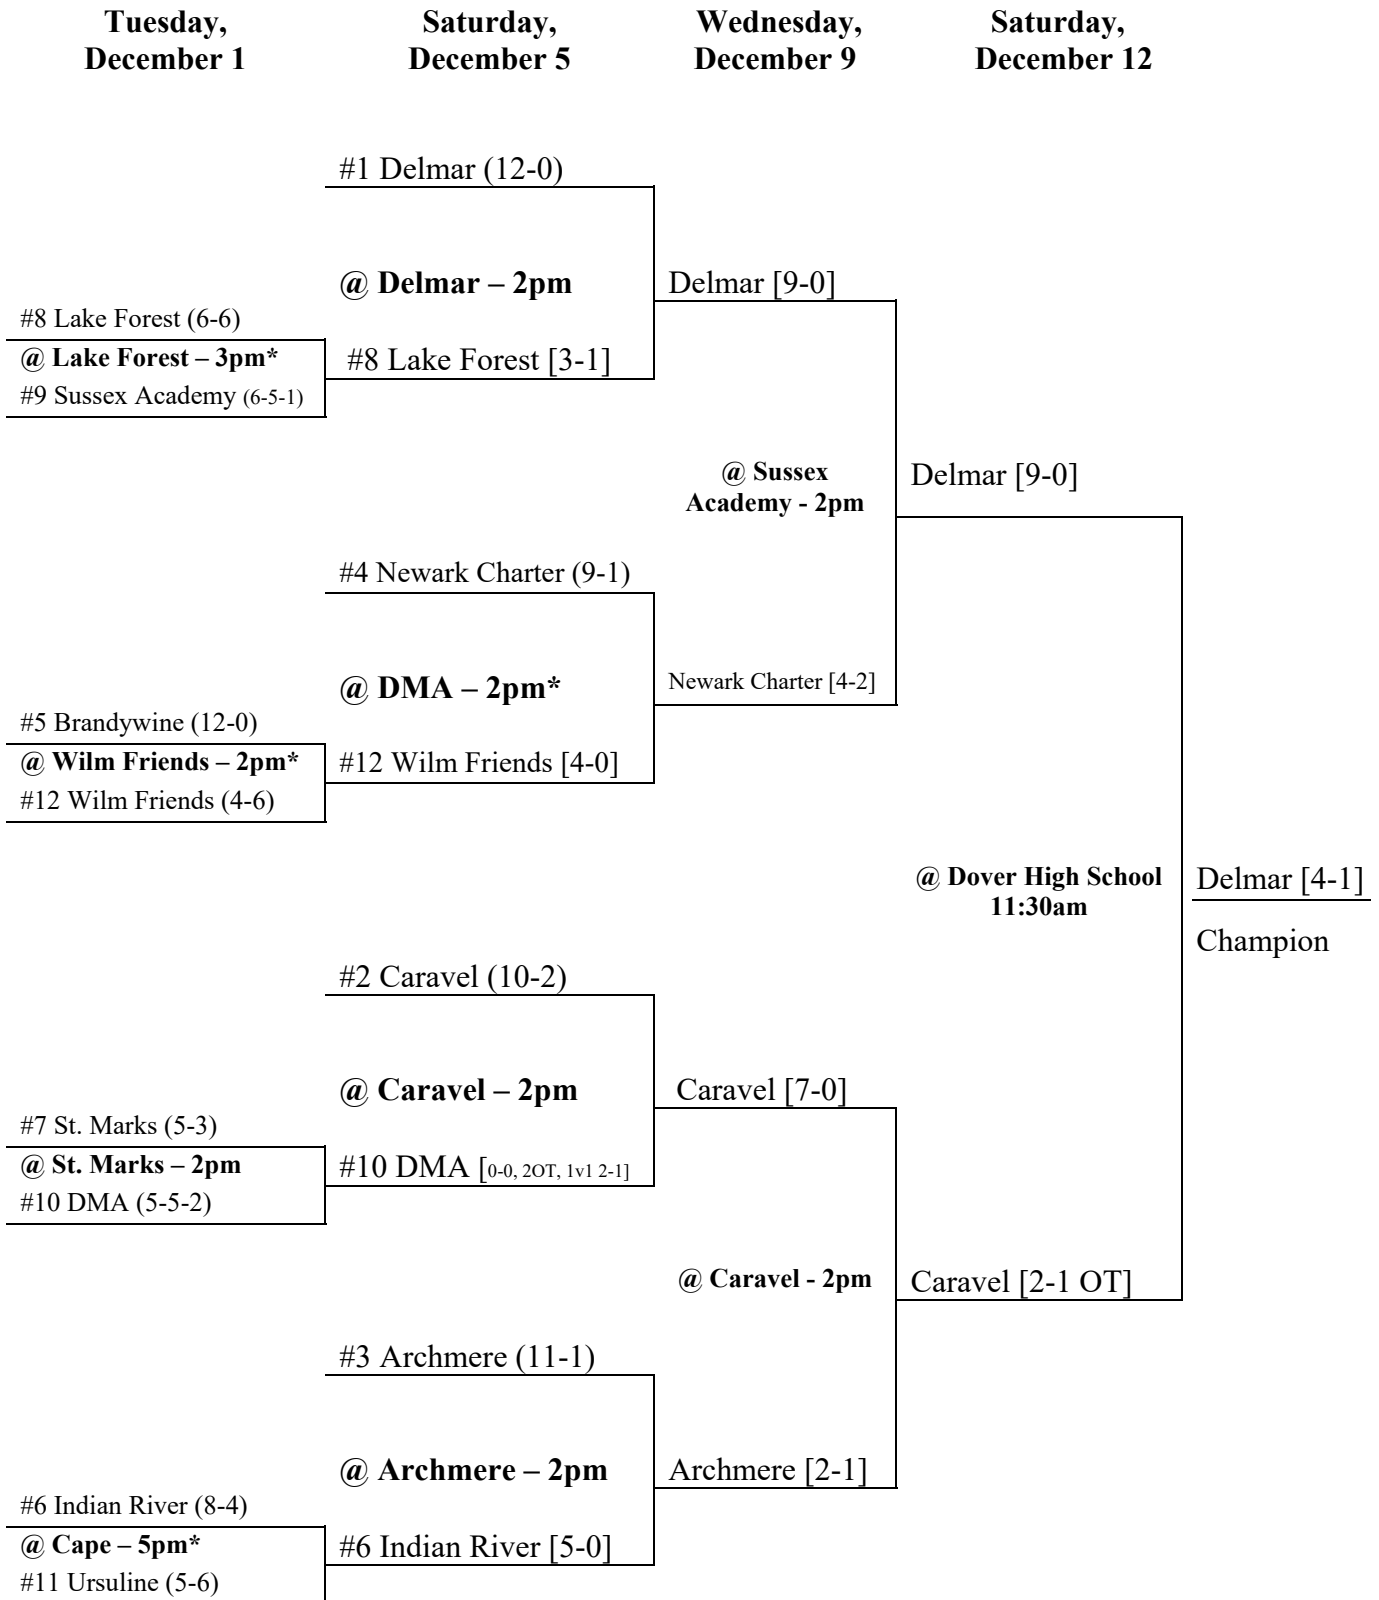 Tuesday,
December 1
Saturday,
December 5
Wednesday,
December 9
Saturday,
December 12
#1 Delmar (12-0)
@ Delmar – 2pm
Delmar [9-0]
#8 Lake Forest (6-6)
@ Lake Forest – 3pm*
#8 Lake Forest [3-1]
#9 Sussex Academy (6-5-1)
@ Sussex
Academy - 2pm
Delmar [9-0]
#4 Newark Charter (9-1)
@ DMA – 2pm*
Newark Charter [4-2]
#5 Brandywine (12-0)
@ Wilm Friends – 2pm*
#12 Wilm Friends [4-0]
#12 Wilm Friends (4-6)
@ Dover High School
11:30am
Delmar [4-1]
Champion
#2 Caravel (10-2)
@ Caravel – 2pm
Caravel [7-0]
#7 St. Marks (5-3)
@ St. Marks – 2pm
#10 DMA [0-0, 2OT, 1v1 2-1]
#10 DMA (5-5-2)
@ Caravel - 2pm
Caravel [2-1 OT]
#3 Archmere (11-1)
@ Archmere – 2pm
Archmere [2-1]
#6 Indian River (8-4)
@ Cape – 5pm*
#6 Indian River [5-0]
#11 Ursuline (5-6)